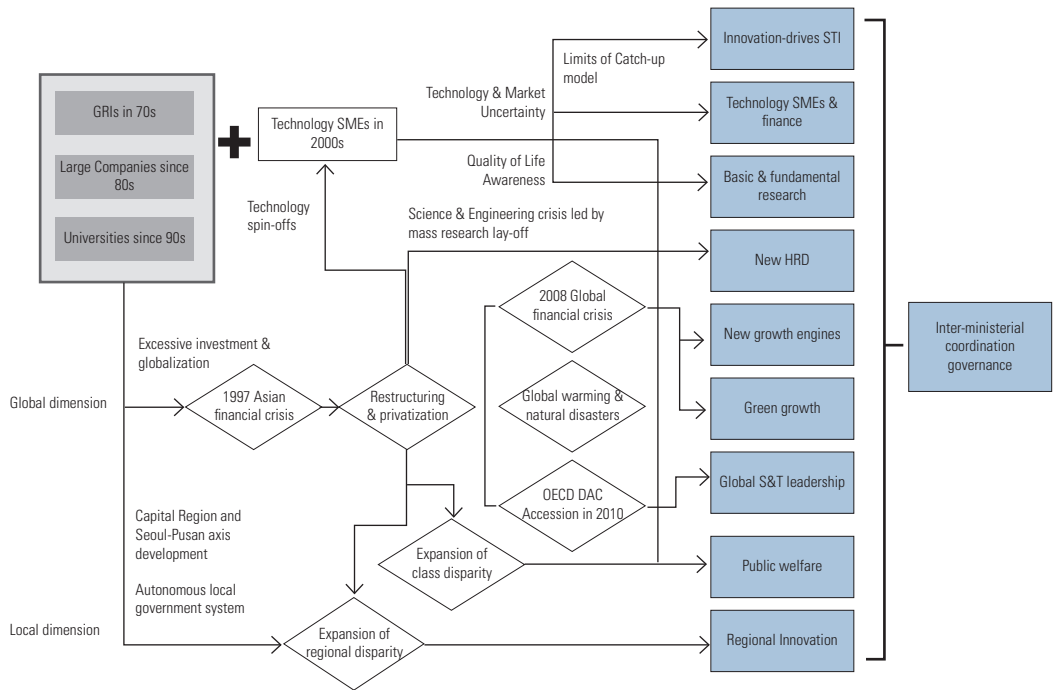 GRIs in 70s
Large Companies since
80s
Universities since 90s
Technology SMEs in
2000s
Technology
spin-offs
Technology & Market
Uncertainty
Limits of Catch-up
model
Quality of Life
Awareness
Science & Engineering crisis led by
mass research lay-off
Innovation-drives STI
Technology SMEs &
finance
Basic & fundamental
research
New HRD
New growth engines
Green growth
Global S&T leadership
Public welfare
Regional Innovation
Inter-ministerial
coordination
governance
2008 Global
financial crisis
Global warming &
natural disasters
OECD DAC
Accession in 2010
Excessive investment &
globalization
Global dimension
1997 Asian
financial crisis
Restructuring
& privatization
Capital Region and
Seoul-Pusan axis
development
Autonomous local
government system
Expansion of
class disparity
Local dimension
Expansion of
regional disparity